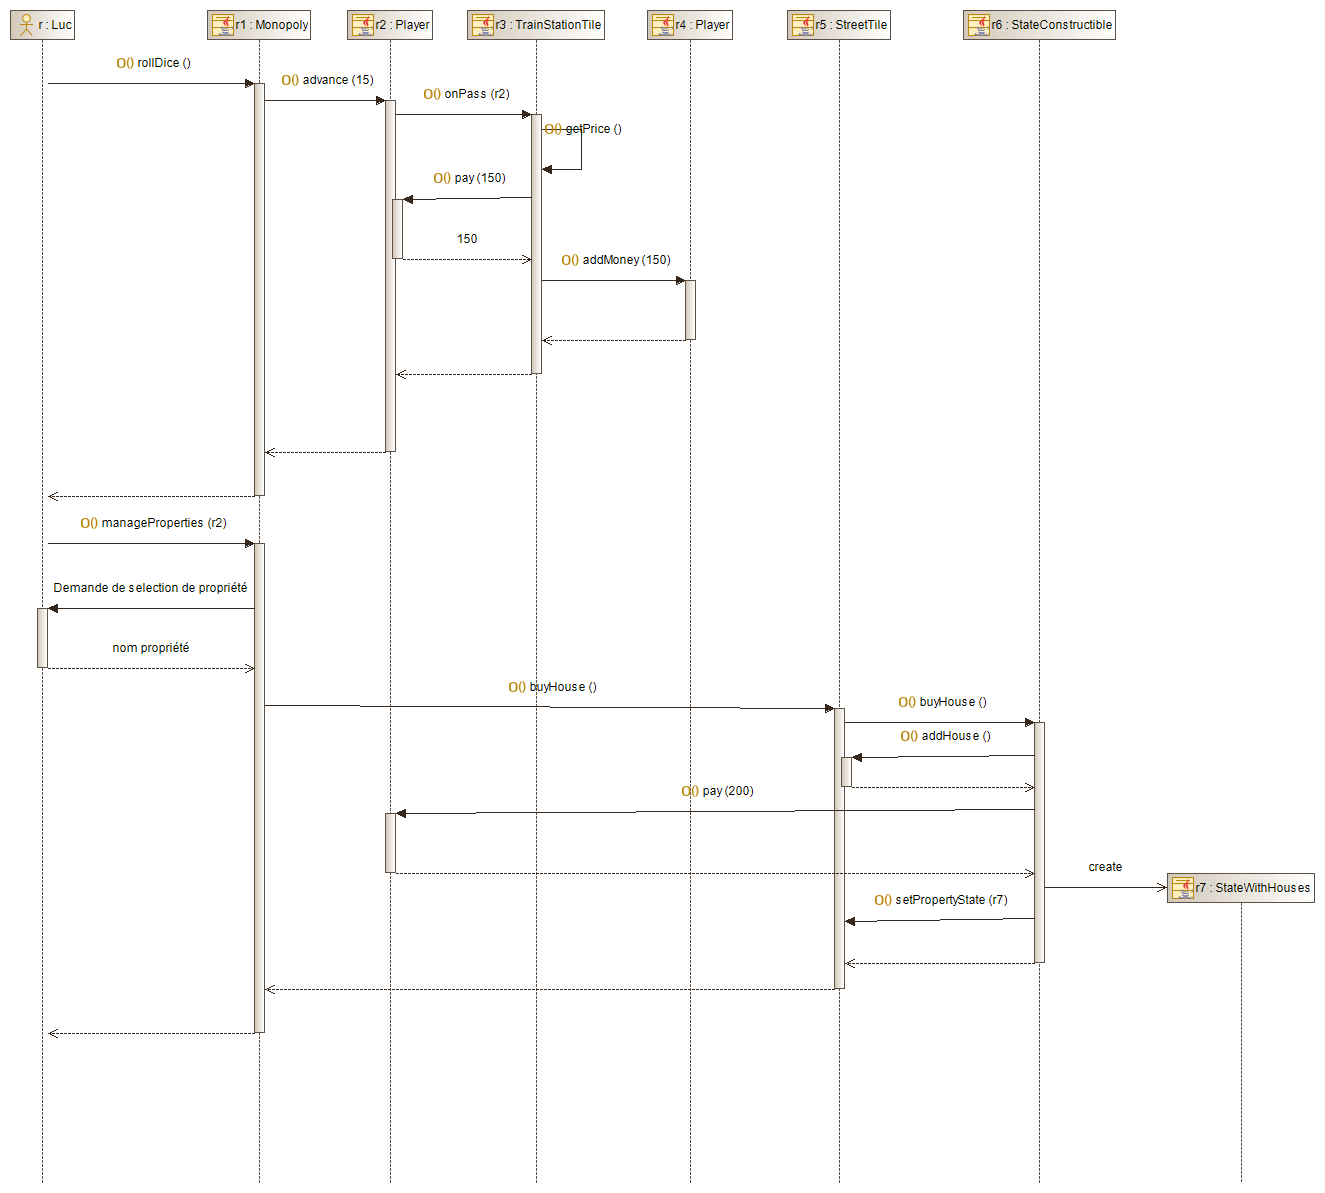 r : Luc
r1 : Monopoly
r2 : Player
r3 : TrainStationTile
r4 : Player
r5 : StreetTile
r6 : StateConstructible
O() rollDice ()
O() advance (15)
O() onPass (r2)
O() getPrice ()
O() pay (150)
150
O() addMoney (150)
O() manageProperties (r2)
Demande de selection de propriété
nom propriété
O() buyHouse ()
O() buyHouse ()
O() addHouse ()
O() pay (200)
create
r7 : StateWithHouses
O() setPropertyState (r7)